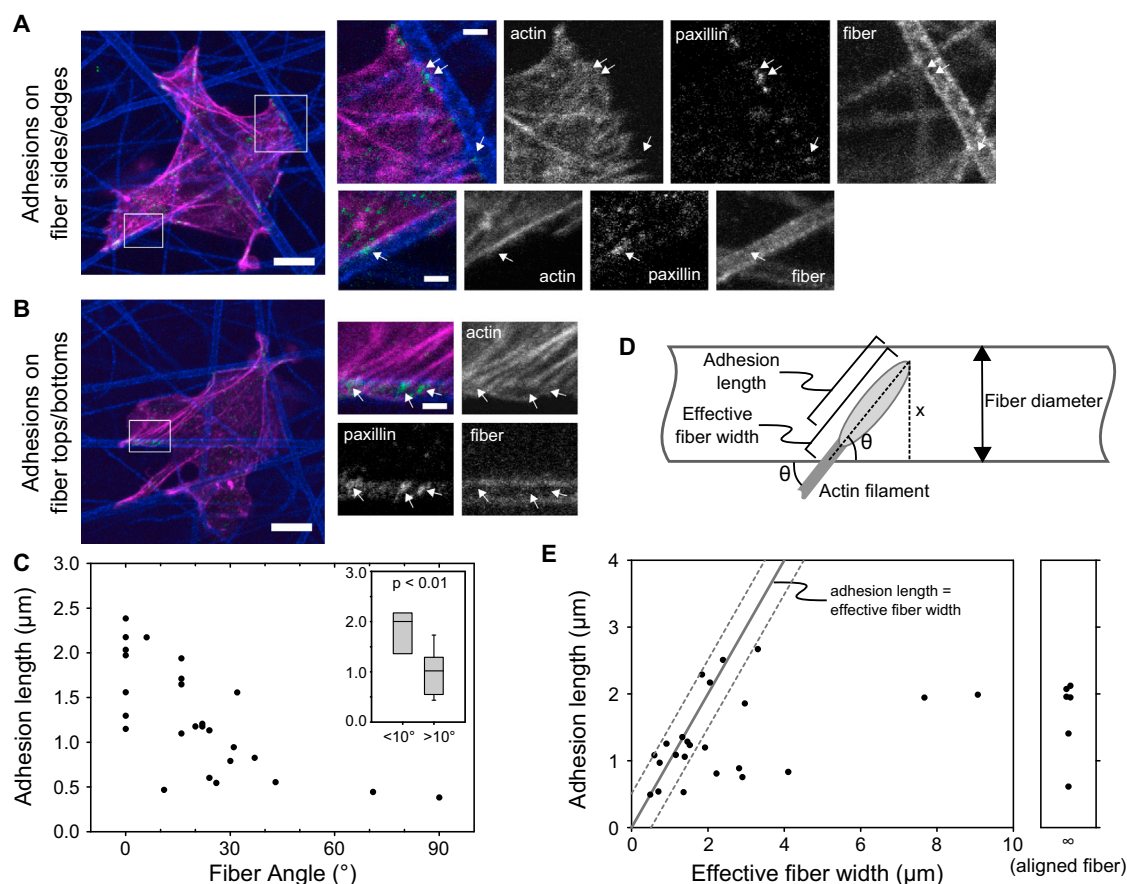 A
Adhesions on
fiber sides/edges
actin
paxillin
fiber
actin
paxillin
fiber
B
Adhesions on
fiber tops/bottoms
actin
paxillin
fiber
D
Adhesion
length
Effective
fiber width
Fiber diameter
x
θ
θ
Actin filament
C
Adhesion length (µm)
3.0
2.5
2.0
1.5
1.0
0.5
0.0
0
30
60
90
Fiber Angle (°)
p < 0.01
3.0
2.0
1.0
0.0
<10°
>10°
E
Adhesion length (µm)
4
3
2
1
0
0
2
4
6
8
10
Effective fiber width (µm)
adhesion length =
effective fiber width
∞
(aligned fiber)